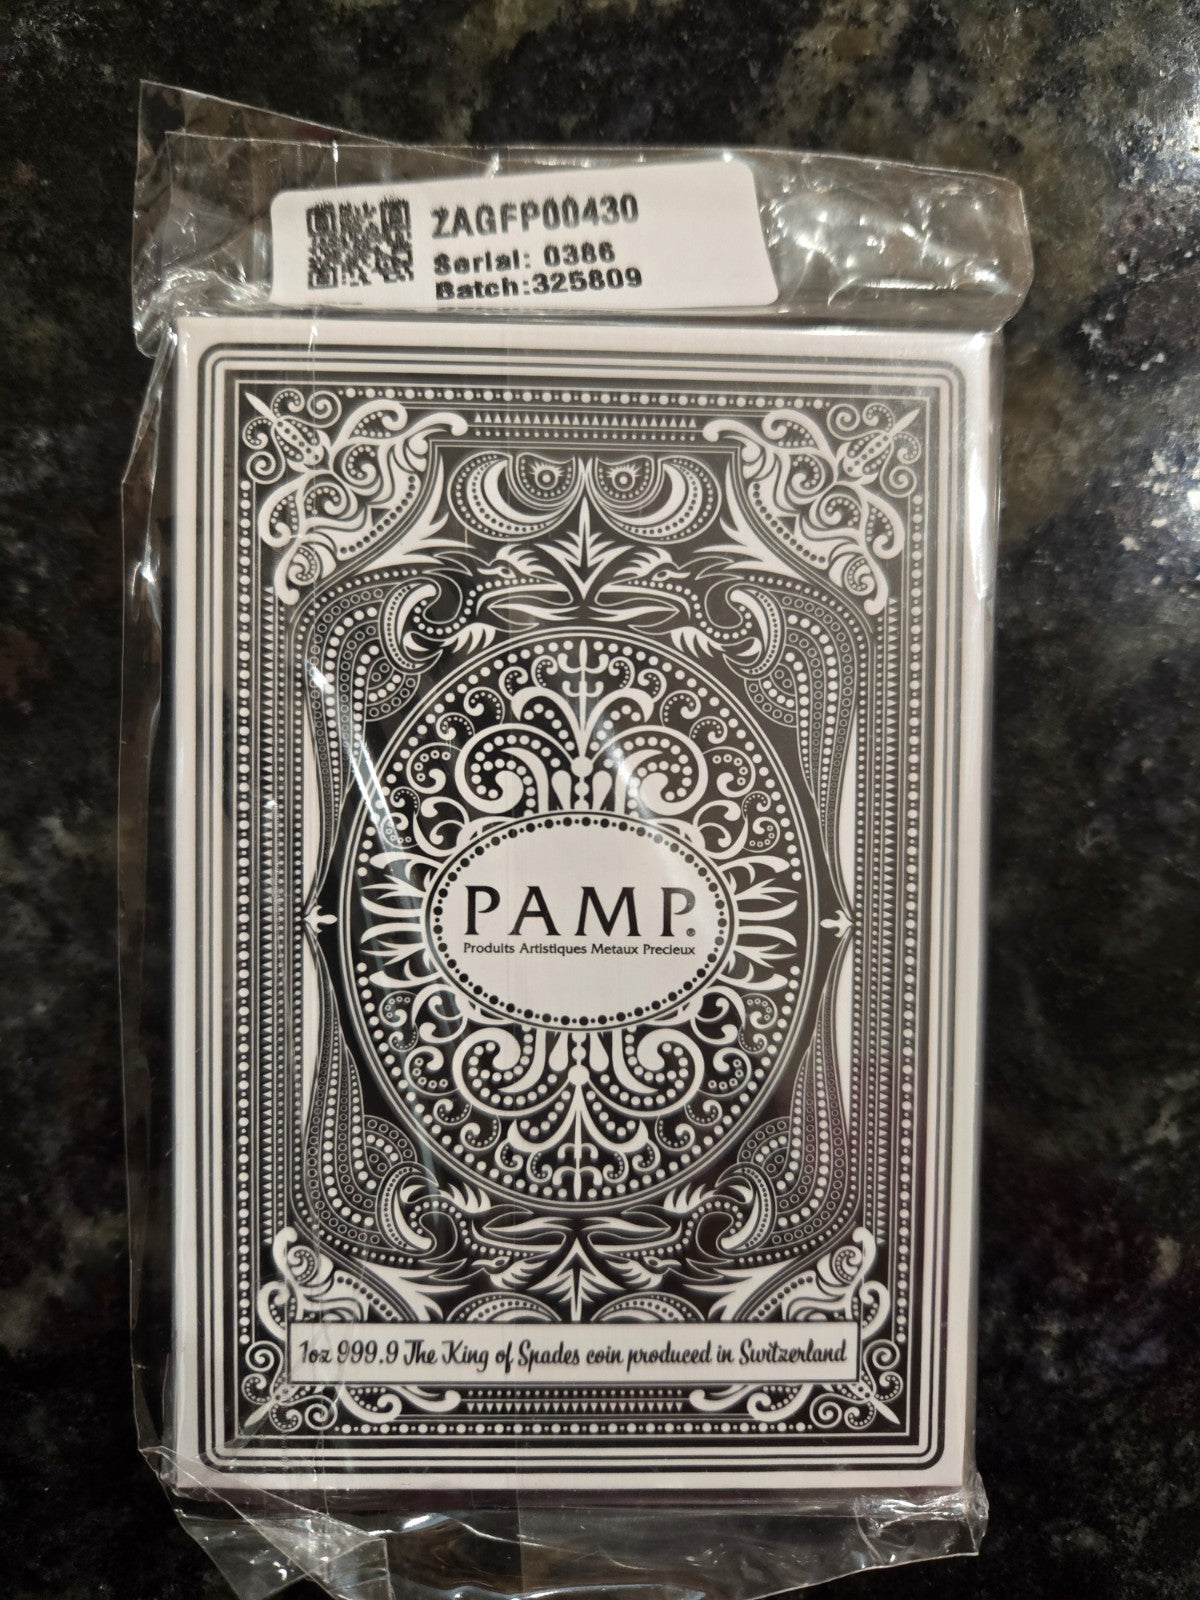 ZAGFP00430
Serial: 0386
Batch:325809
PAMP®
Produits Artistiques Metaux Precieux
1oz 999.9 The King of Spades coin produced in Switzerland